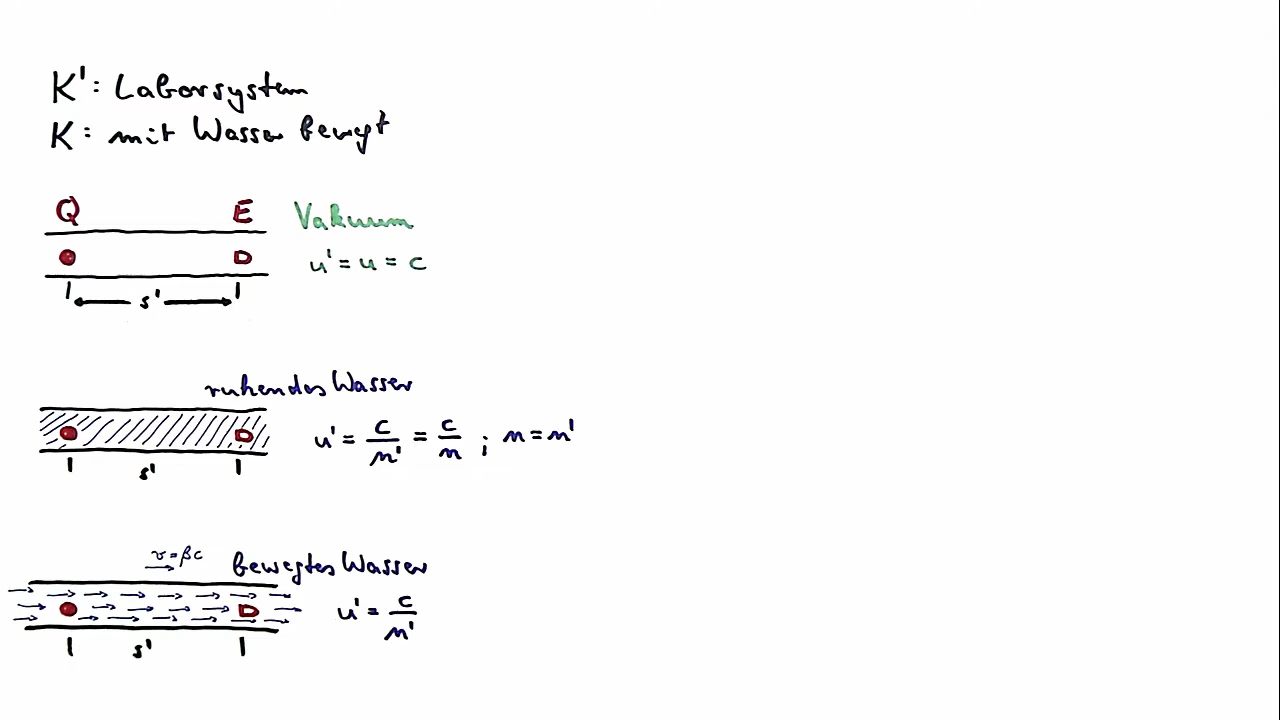 K': Laborsystem
K: mit Wasser bewegt
Q E Vakuum
u' = u = c
s'
ruhendes Wasser
u' = c/n' = c/n ; n = n'
s'
v = βc bewegtes Wasser
u' = c/n'
s'